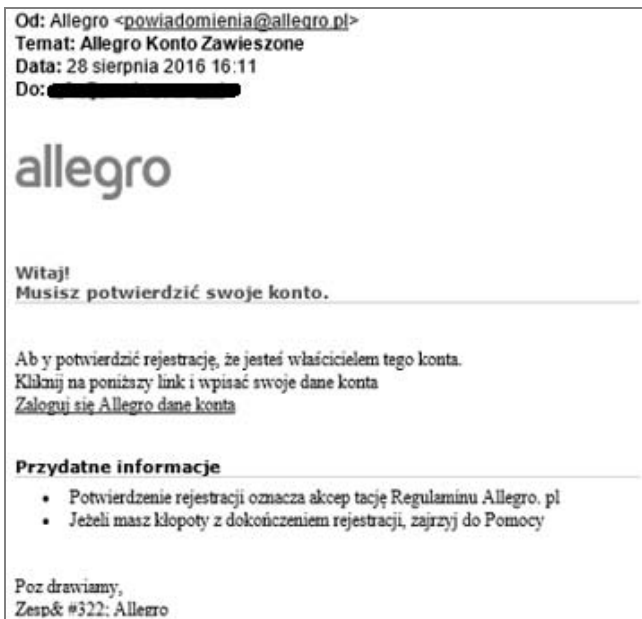 Od: Allegro <powiadomienia@allegro.pl>
Temat: Allegro Konto Zawieszone
Data: 28 sierpnia 2016 16:11
Do:
allegro
Witaj!
Musisz potwierdzić swoje konto.
Ab y potwierdzić rejestrację, że jesteś właścicielem tego konta.
Kliknij na poniższy link i wpisać swoje dane konta
Zaloguj się Allegro dane konta
Przydatne informacje
• Potwierdzenie rejestracji oznacza akcep tację Regulaminu Allegro. pl
• Jeżeli masz kłopoty z dokończeniem rejestracji, zajrzyj do Pomocy
Poz drawiamy,
Zesp& #322; Allegro